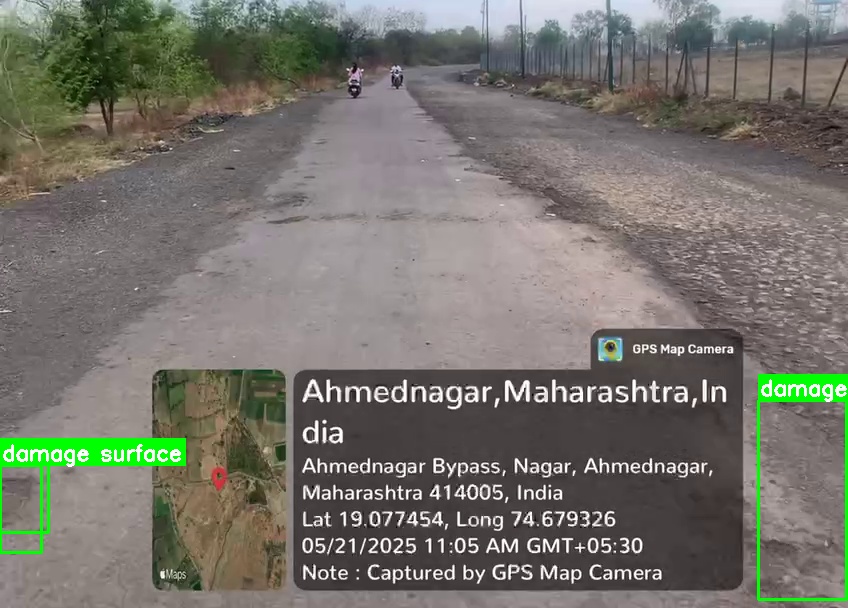 GPS Map Camera
damage
Ahmednagar,Maharashtra,In
dia
damage surface
Ahmednagar Bypass, Nagar, Ahmednagar,
Maharashtra 414005, India
Lat 19.077454, Long 74.679326
05/21/2025 11:05 AM GMT+05:30
Note : Captured by GPS Map Camera
Maps